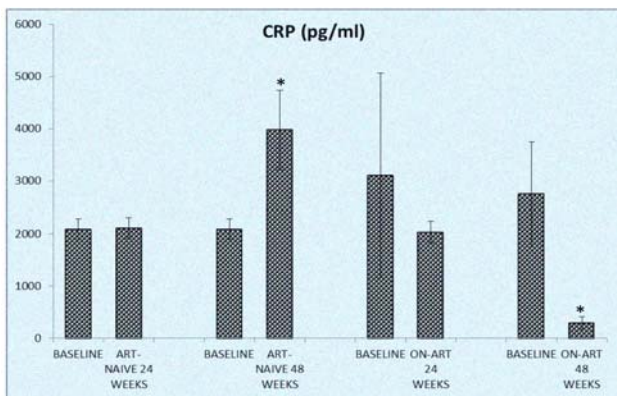 CRP (pg/ml)
6000
5000
4000
3000
2000
1000
0
*
*
BASELINE ART- BASELINE ART- BASELINE ON-ART BASELINE ON-ART 48
NAIVE 24 NAIVE 48 24 WEEKS
WEEKS WEEKS WEEKS